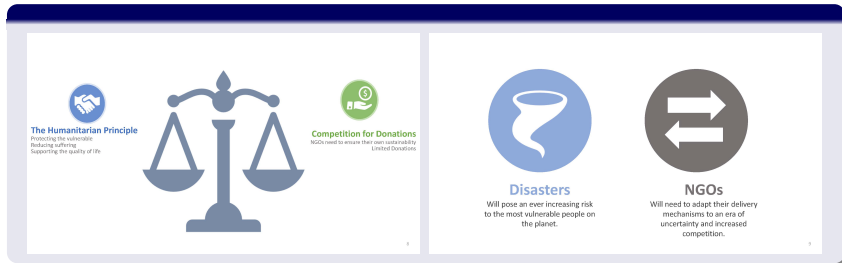 The Humanitarian Principle
Protecting the vulnerable
Reducing suffering
Supporting the quality of life
$
Competition for Donations
NGOs need to ensure their own sustainability
Limited Donations
Disasters
Will pose an ever increasing risk
to the most vulnerable people on
the planet.
NGOs
Will need to adapt their delivery
mechanisms to an era of
uncertainty and increased
competition.